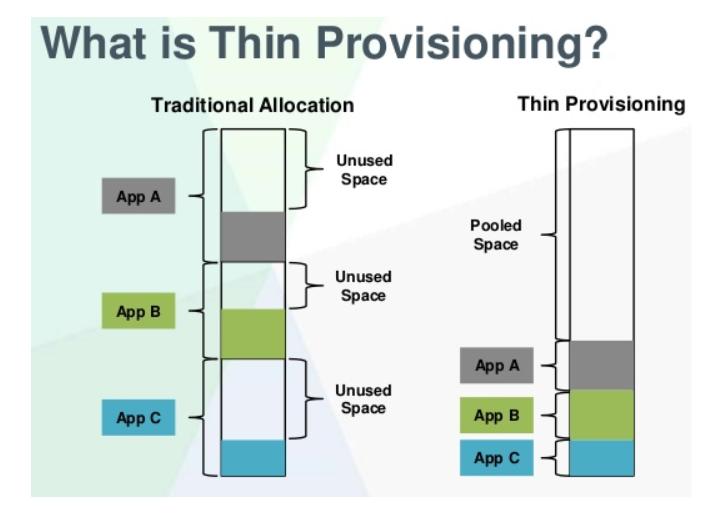 What is Thin Provisioning?
Traditional Allocation
Thin Provisioning
Unused
Space
App A
Unused
Space
App B
Unused
Space
App C
Pooled
Space
App A
App B
App C